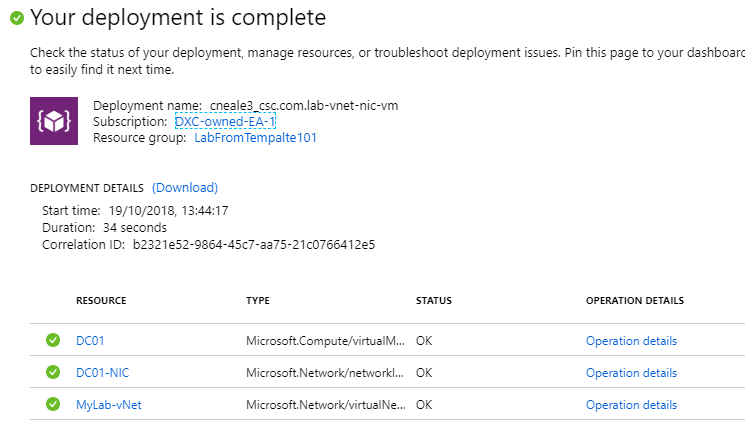 Your deployment is complete
Check the status of your deployment, manage resources, or troubleshoot deployment issues. Pin this page to your dashboard
to easily find it next time.
Deployment name: cneale3_csc.com.lab-vnet-nic-vm
Subscription: DXC-owned-EA-1
Resource group: LabFromTempalte101
DEPLOYMENT DETAILS (Download)
Start time: 19/10/2018, 13:44:17
Duration: 34 seconds
Correlation ID: b2321e52-9864-45c7-aa75-21c0766412e5
RESOURCE TYPE STATUS OPERATION DETAILS
DC01 Microsoft.Compute/virtualM... OK Operation details
DC01-NIC Microsoft.Network/networkI... OK Operation details
MyLab-vNet Microsoft.Network/virtualNe... OK Operation details